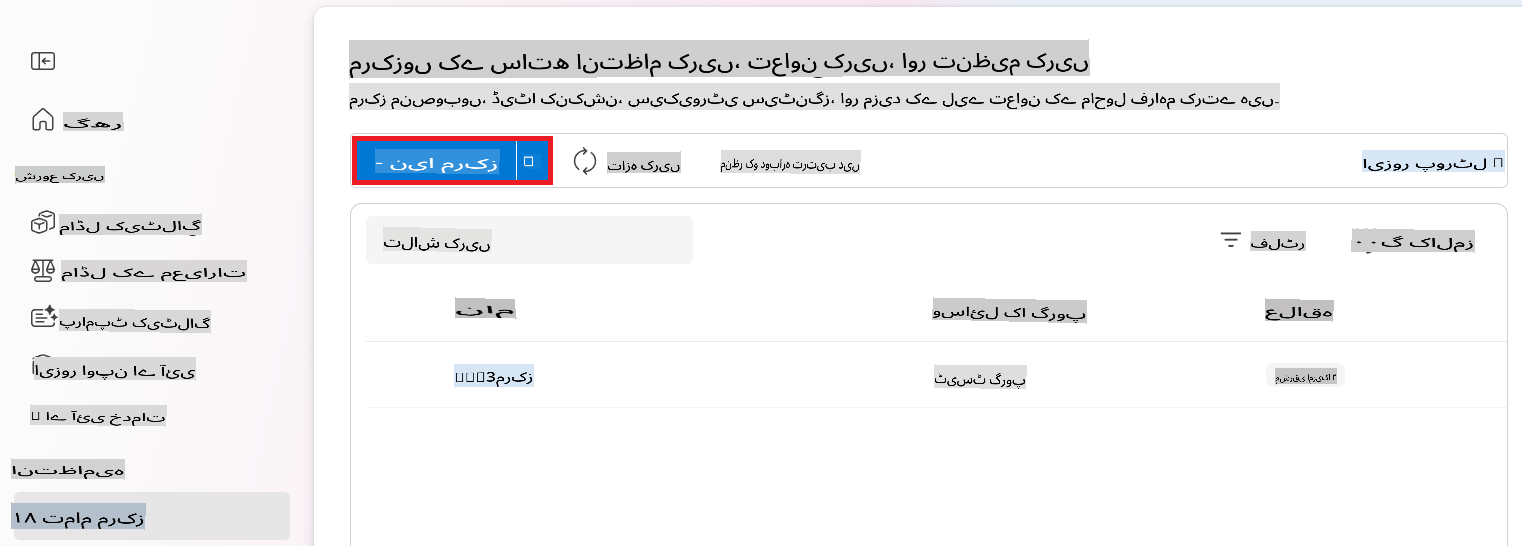 گھر
شروع کریں
ماڈل کیٹلاگ
ماڈل کے معیارات
پرامپٹ کیٹلاگ
ایزور اوپن اے آئی
اے آئی خدمات
انتظامیہ
۱۸ تمام مرکز
مرکزوں کے ساتھ انتظام کریں، تعاون کریں، اور تنظیم کریں
مرکز منصوبوں، ڈیٹا کنکشن، سیکیورٹی سیٹنگز، اور مزید کے لیے تعاون کے ماحول فراہم کرتے ہیں۔
- نیا مرکز
تازہ کریں
منظر کو دوبارہ ترتیب دیں
ایزور پورٹل
تلاش کریں
فلٹر
کالمز
نام
وسائل کا گروپ
علاقہ
3مرکز
ٹیسٹ گروپ
مشرقی امریکا ۲